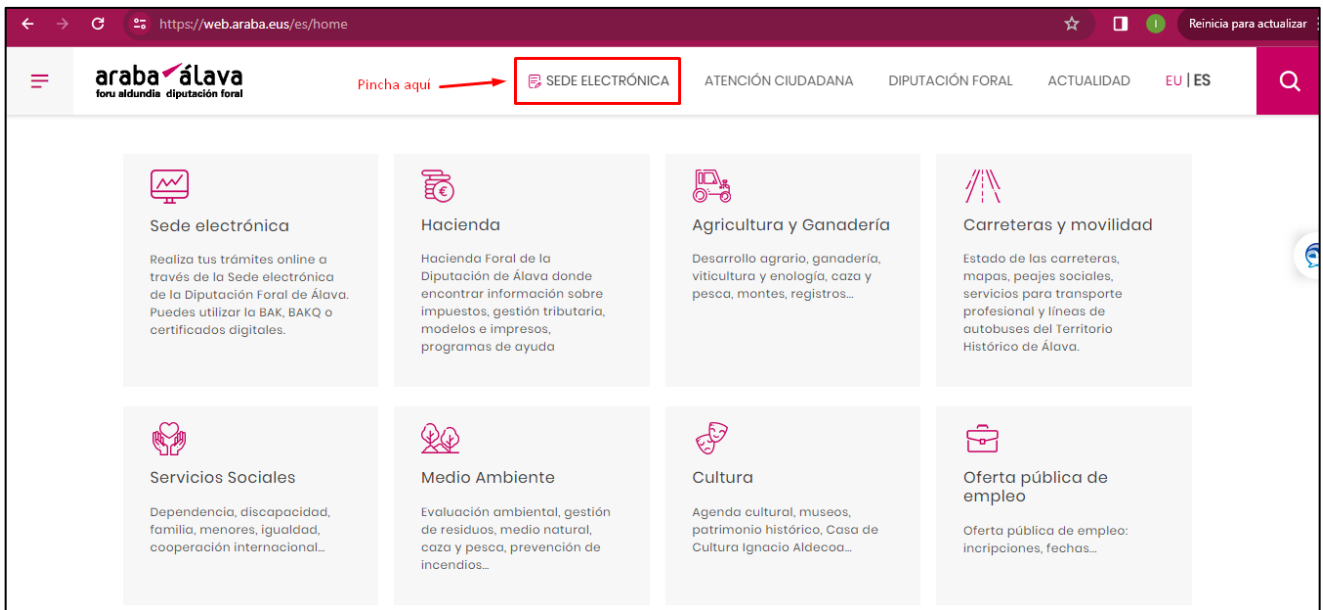 https://web.araba.eus/es/home
I
Reinicia para actualizar
araba álava
foru aldundia diputación foral
Pincha aquí
SEDE ELECTRÓNICA
ATENCIÓN CIUDADANA
DIPUTACIÓN FORAL
ACTUALIDAD
EU | ES
Sede electrónica
Realiza tus trámites online a
través de la Sede electrónica
de la Diputación Foral de Álava.
Puedes utilizar la BAK, BAKQ o
certificados digitales.
Hacienda
Hacienda Foral de la
Diputación de Álava donde
encontrar información sobre
impuestos, gestión tributaria,
modelos e impresos,
programas de ayuda
Agricultura y Ganadería
Desarrollo agrario, ganadería,
viticultura y enología, caza y
pesca, montes, registros...
Carreteras y movilidad
Estado de las carreteras,
mapas, peajes sociales,
servicios para transporte
profesional y líneas de
autobuses del Territorio
Histórico de Álava.
Servicios Sociales
Dependencia, discapacidad,
familia, menores, igualdad,
cooperación internacional...
Medio Ambiente
Evaluación ambiental, gestión
de residuos, medio natural,
caza y pesca, prevención de
incendios...
Cultura
Agenda cultural, museos,
patrimonio histórico, Casa de
Cultura Ignacio Aldecoa...
Oferta pública de
empleo
Oferta pública de empleo:
incripciones, fechas...